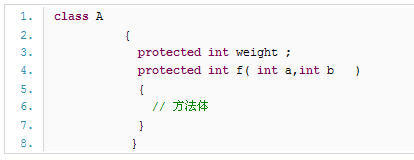 1. class A
2. {
3. protected int weight ;
4. protected int f( int a,int b   )
5. {
6. // 方法体
7. }
8. }